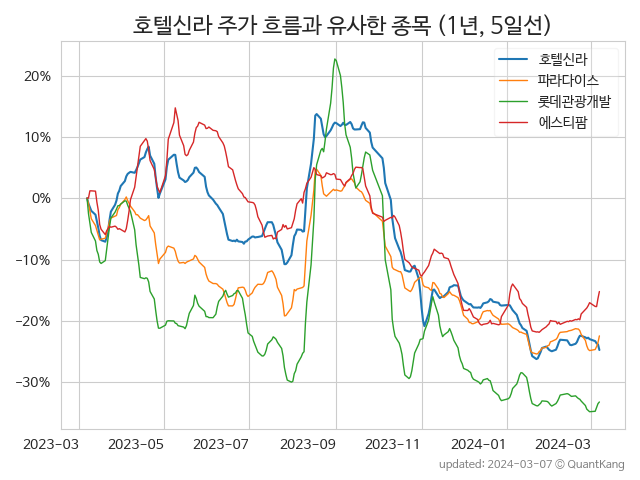 호텔신라 주가 흐름과 유사한 종목 (1년, 5일선)
호텔신라
파라다이스
롯데관광개발
에스티팜
20%
10%
0%
−10%
−20%
−30%
2023-03 2023-05 2023-07 2023-09 2023-11 2024-01 2024-03
updated: 2024-03-07 © QuantKang